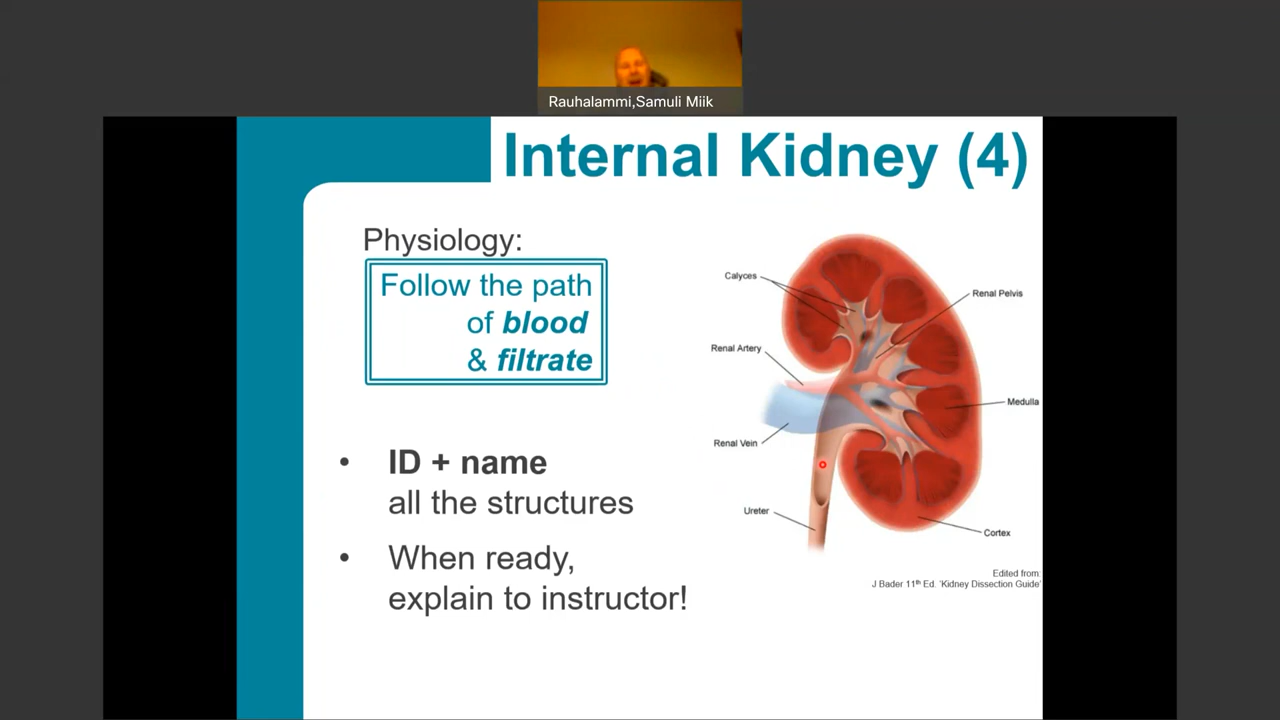 Rauhalammi,Samuli Miik
Internal Kidney (4)
Physiology:
Follow the path
of blood
& filtrate
• ID + name
all the structures
• When ready,
explain to instructor!
Calyces
Renal Pelvis
Renal Artery
Medulla
Renal Vein
Ureter
Cortex
Edited from:
J Bader 11th Ed. 'Kidney Dissection Guide'